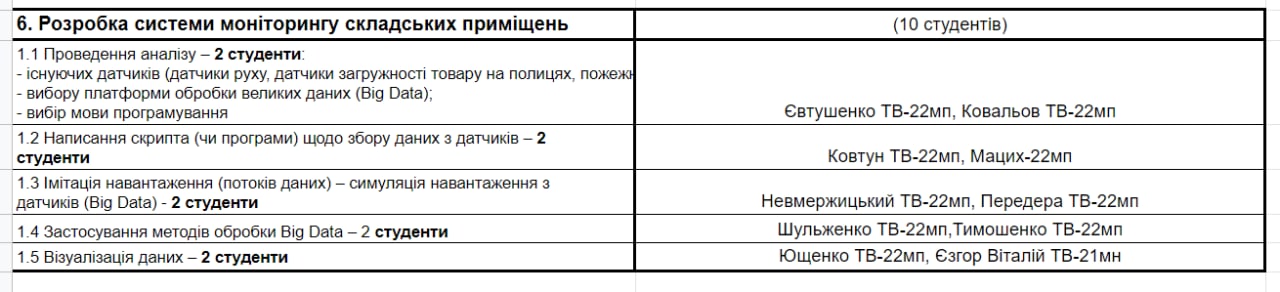 6. Розробка системи моніторингу складських приміщень
(10 студентів)
1.1 Проведення аналізу – 2 студенти:
- існуючих датчиків (датчики руху, датчики загружності товару на полицях, пожежн
- вибору платформи обробки великих даних (Big Data);
- вибір мови програмування
Євтушенко ТВ-22мп, Ковальов ТВ-22мп
1.2 Написання скрипта (чи програми) щодо збору даних з датчиків – 2
студенти
Ковтун ТВ-22мп, Мацих-22мп
1.3 Імітація навантаження (потоків даних) – симуляція навантаження з
датчиків (Big Data) - 2 студенти
Невмержицький ТВ-22мп, Передера ТВ-22мп
1.4 Застосування методів обробки Big Data – 2 студенти
Шульженко ТВ-22мп,Тимошенко ТВ-22мп
1.5 Візуалізація даних – 2 студенти
Ющенко ТВ-22мп, Єзгор Віталій ТВ-21мн